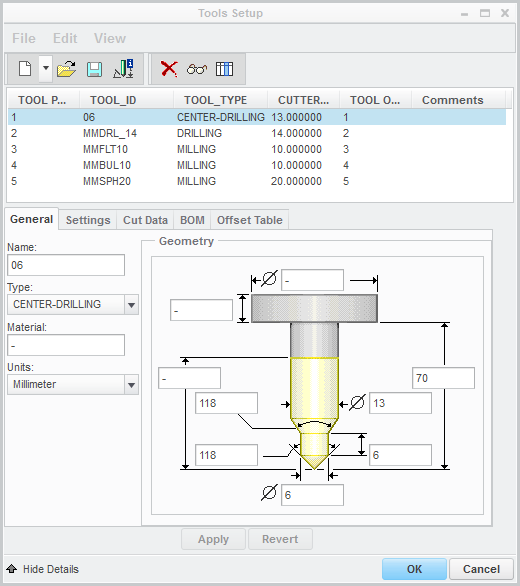 Tools Setup
File Edit View
TOOL P... TOOL_ID TOOL_TYPE CUTTER... TOOL O... Comments
1 06 CENTER-DRILLING 13.000000 1
2 MMDRL_14 DRILLING 14.000000 2
3 MMFLT10 MILLING 10.000000 3
4 MMBUL10 MILLING 10.000000 4
5 MMSPH20 MILLING 20.000000 5
General Settings Cut Data BOM Offset Table
Name:
06
Type:
CENTER-DRILLING
Material:
-
Units:
Millimeter
Geometry
Ø -
-
- 70
118 Ø 13
118 6
Ø 6
Apply Revert
Hide Details OK Cancel